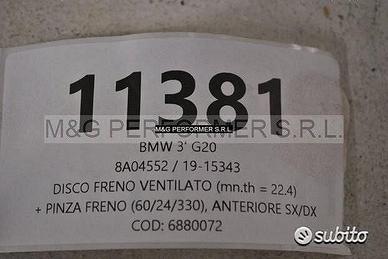 11381
M&G PERFORMER S.R.L.
M&G PERFORMER S.R.L.
BMW 3' G20
8A04552 / 19-15343
DISCO FRENO VENTILATO (mn.th = 22.4)
+ PINZA FRENO (60/24/330), ANTERIORE SX/DX
COD: 6880072
subito